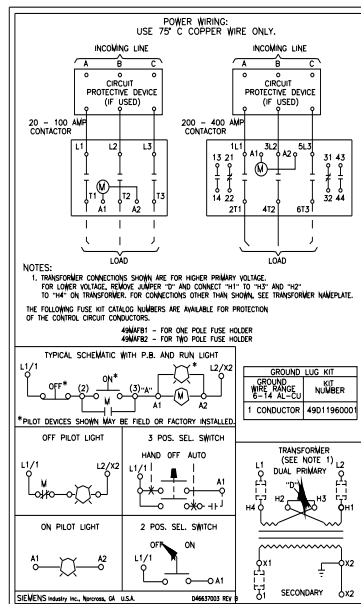 POWER WIRING:
USE 75° C COPPER WIRE ONLY.
INCOMING LINE
A B C
CIRCUIT
PROTECTIVE DEVICE
(IF USED)
20 - 100 AMP
CONTACTOR
L1 L2 L3
M
T1 T2 T3
A1 A2
LOAD
INCOMING LINE
A B C
CIRCUIT
PROTECTIVE DEVICE
(IF USED)
200 - 400 AMP
CONTACTOR
1L1 3L2 5L3
A1 A2
13 21
M
31 43
14 22
32 44
2T1 4T2 6T3
LOAD
NOTES:
1. TRANSFORMER CONNECTIONS SHOWN ARE FOR HIGHER PRIMARY VOLTAGE.
FOR LOWER VOLTAGE, REMOVE JUMPER "D" AND CONNECT "H1" TO "H3" AND "H2"
TO "H4" ON TRANSFORMER. FOR CONNECTIONS OTHER THAN SHOWN, SEE TRANSFORMER NAMEPLATE.
THE FOLLOWING FUSE KIT CATALOG NUMBERS ARE AVAILABLE FOR PROTECTION
OF THE CONTROL CIRCUIT CONDUCTORS.
49MAFB1 - FOR ONE POLE FUSE HOLDER
49MAFB2 - FOR TWO POLE FUSE HOLDER
TYPICAL SCHEMATIC WITH P.B. AND RUN LIGHT
L1/1 L2/X2
OFF* (2) ON* (3) "A" *
M A1 M A2
*PILOT DEVICES SHOWN MAY BE FIELD OR FACTORY INSTALLED.
GROUND LUG KIT
GROUND
WIRE RANGE
6-14 AL-CU
KIT
NUMBER
1 CONDUCTOR 49D11960001
OFF PILOT LIGHT
L1/1 L2/X2
M
3 POS. SEL. SWITCH
HAND OFF AUTO
L1/1
A1
ON PILOT LIGHT
A1 A2
2 POS. SEL. SWITCH
OFF ON
L1/1
A1
TRANSFORMER
(SEE NOTE 1)
L1 DUAL PRIMARY L2
"D"
H2 H3
H4 H1
X1 X2
SECONDARY
1 X2
SIEMENS Industry Inc., Norcross, GA U.S.A. D46637003 REV B